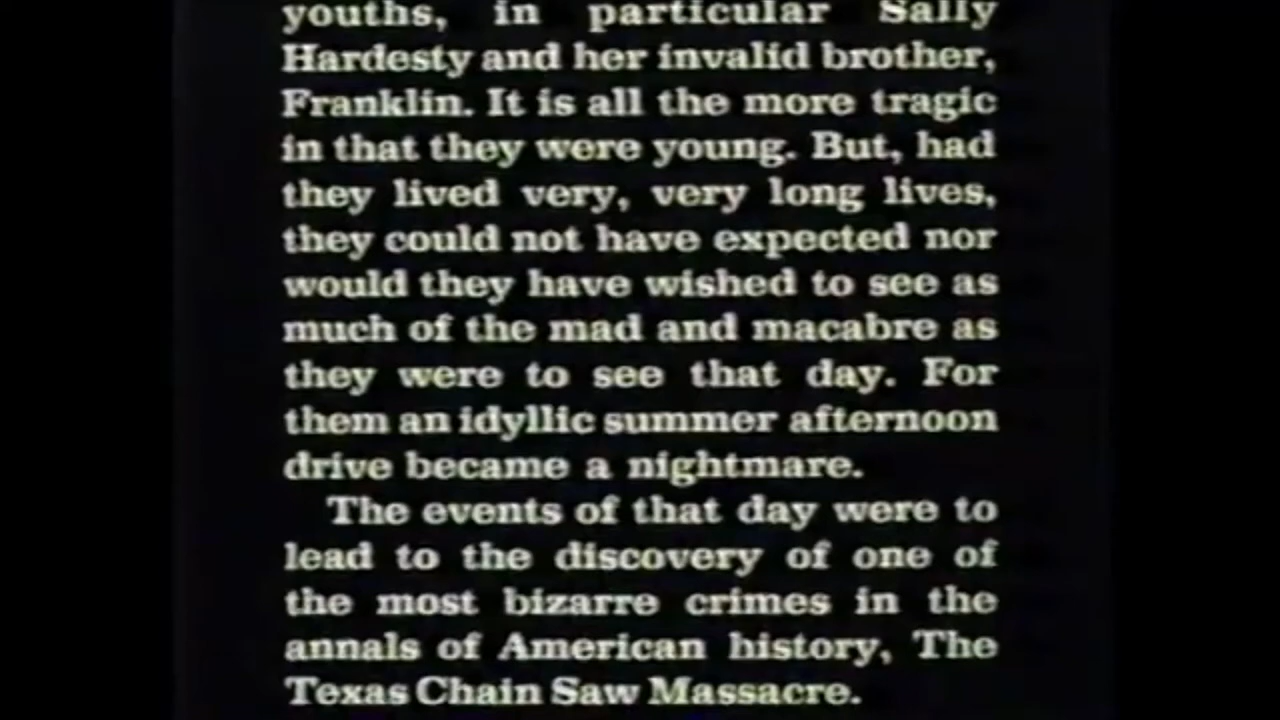 youths, in particular Sally
Hardesty and her invalid brother,
Franklin. It is all the more tragic
in that they were young. But, had
they lived very, very long lives,
they could not have expected nor
would they have wished to see as
much of the mad and macabre as
they were to see that day. For
them an idyllic summer afternoon
drive became a nightmare.
The events of that day were to
lead to the discovery of one of
the most bizarre crimes in the
annals of American history, The
Texas Chain Saw Massacre.